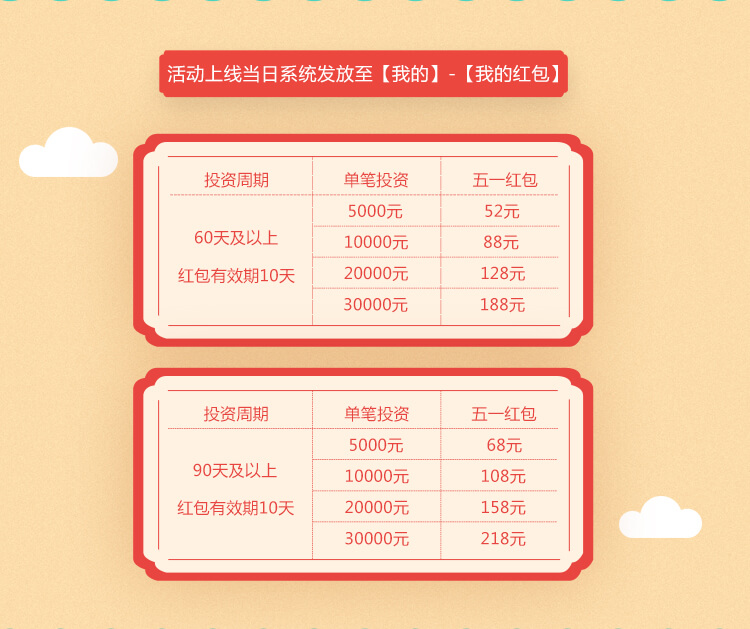 活动上线当日系统发放至【我的】-【我的红包】
投资周期 单笔投资 五一红包
60天及以上
红包有效期10天
5000元 52元
10000元 88元
20000元 128元
30000元 188元
投资周期 单笔投资 五一红包
90天及以上
红包有效期10天
5000元 68元
10000元 108元
20000元 158元
30000元 218元